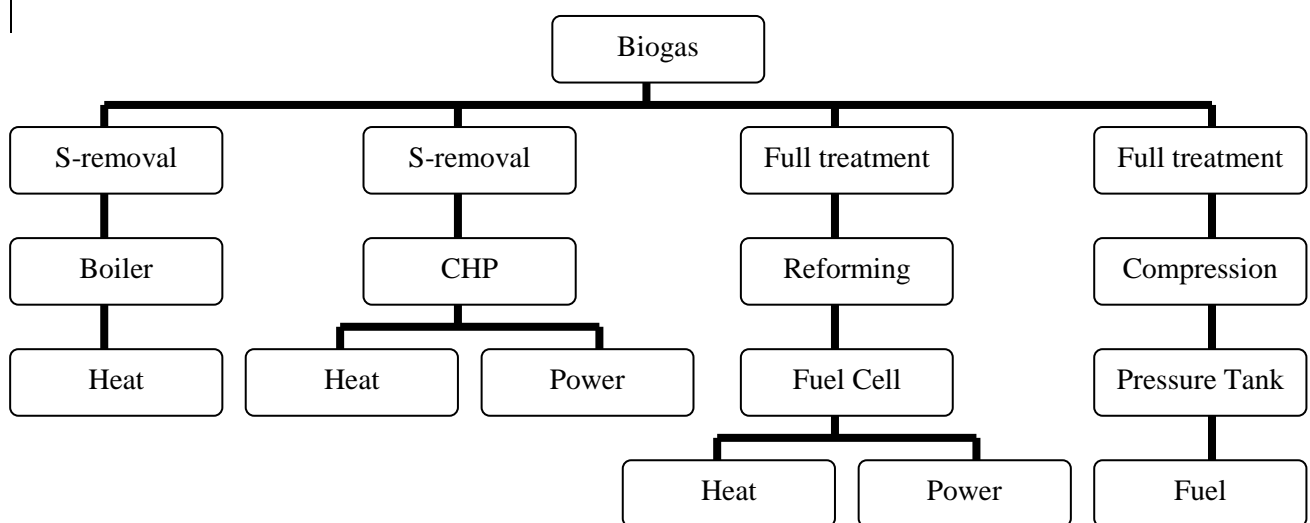 Biogas
S-removal
S-removal
Full treatment
Full treatment
Boiler
CHP
Reforming
Compression
Heat
Heat
Power
Fuel Cell
Pressure Tank
Heat
Power
Fuel